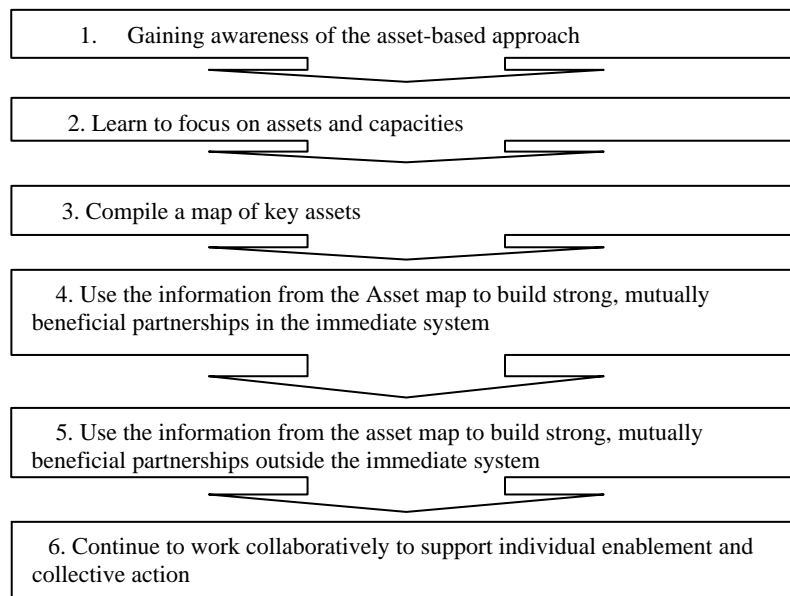 1. Gaining awareness of the asset-based approach
2. Learn to focus on assets and capacities
3. Compile a map of key assets
4. Use the information from the Asset map to build strong, mutually
beneficial partnerships in the immediate system
5. Use the information from the asset map to build strong, mutually
beneficial partnerships outside the immediate system
6. Continue to work collaboratively to support individual enablement and
collective action